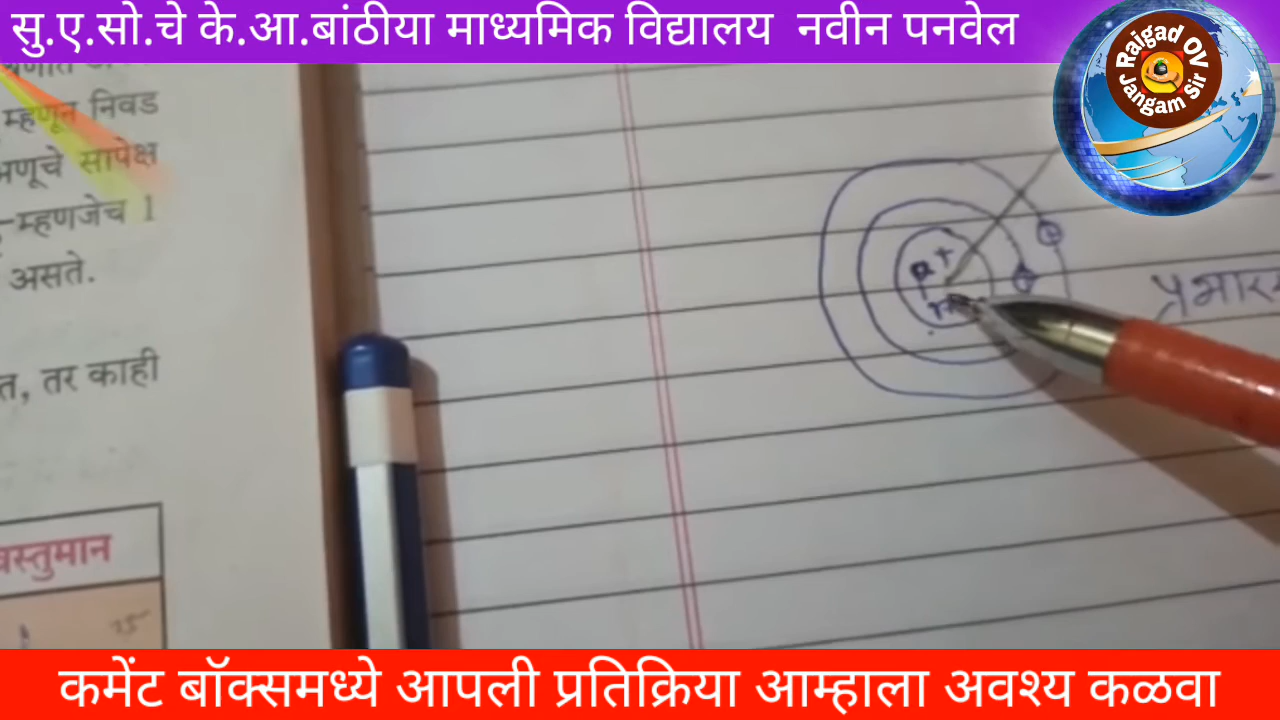 सु.ए.सो.चे के.आ.बांठीया माध्यमिक विद्यालय नवीन पनवेल
Raigad OV
Jangam Sir
म्हणून निवड
अणूचे सापेक्ष
-म्हणजेच 1
असते.
त, तर काही
वस्तुमान
कमेंट बॉक्समध्ये आपली प्रतिक्रिया आम्हाला अवश्य कळवा